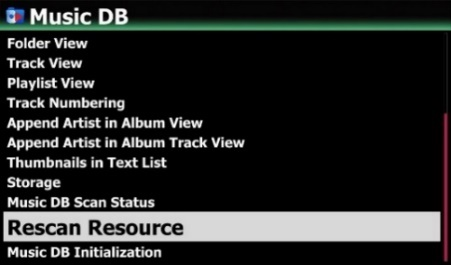 Music DB
Folder View
Track View
Playlist View
Track Numbering
Append Artist in Album View
Append Artist in Album Track View
Thumbnails in Text List
Storage
Music DB Scan Status
Rescan Resource
Music DB Initialization